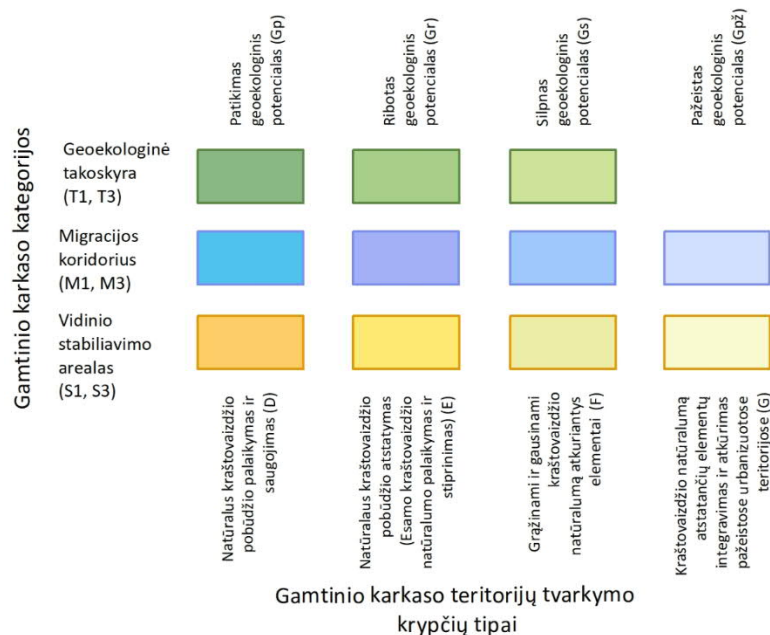 Gamtinio karkaso kategorijos
Patikimas
geoekologinis
potencialas (Gp)
Ribotas
geoekologinis
potencialas (Gr)
Silpnas
geoekologinis
potencialas (Gs)
Pažeistas
geoekologinis
potencialas (Gpž)
Geoekologinė
takoskyra
(T1, T3)
Migracijos
koridorius
(M1, M3)
Vidinio
stabiliavimo
arealas
(S1, S3)
Natūralus kraštovaizdžio
pobūdžio palaikymas ir
saugojimas (D)
Natūralaus kraštovaizdžio
pobūdžio atstatymas
(Esamo kraštovaizdžio
natūralumo palaikymas ir
stiprinimas) (E)
Grąžinami ir gausinami
kraštovaizdžio
natūralumą atkuriantys
elementai (F)
Kraštovaizdžio natūralumą
atstatančių elementų
integravimas ir atkūrimas
pažeistose urbanizuotose
teritorijose (G)
Gamtinio karkaso teritorijų tvarkymo
krypčių tipai